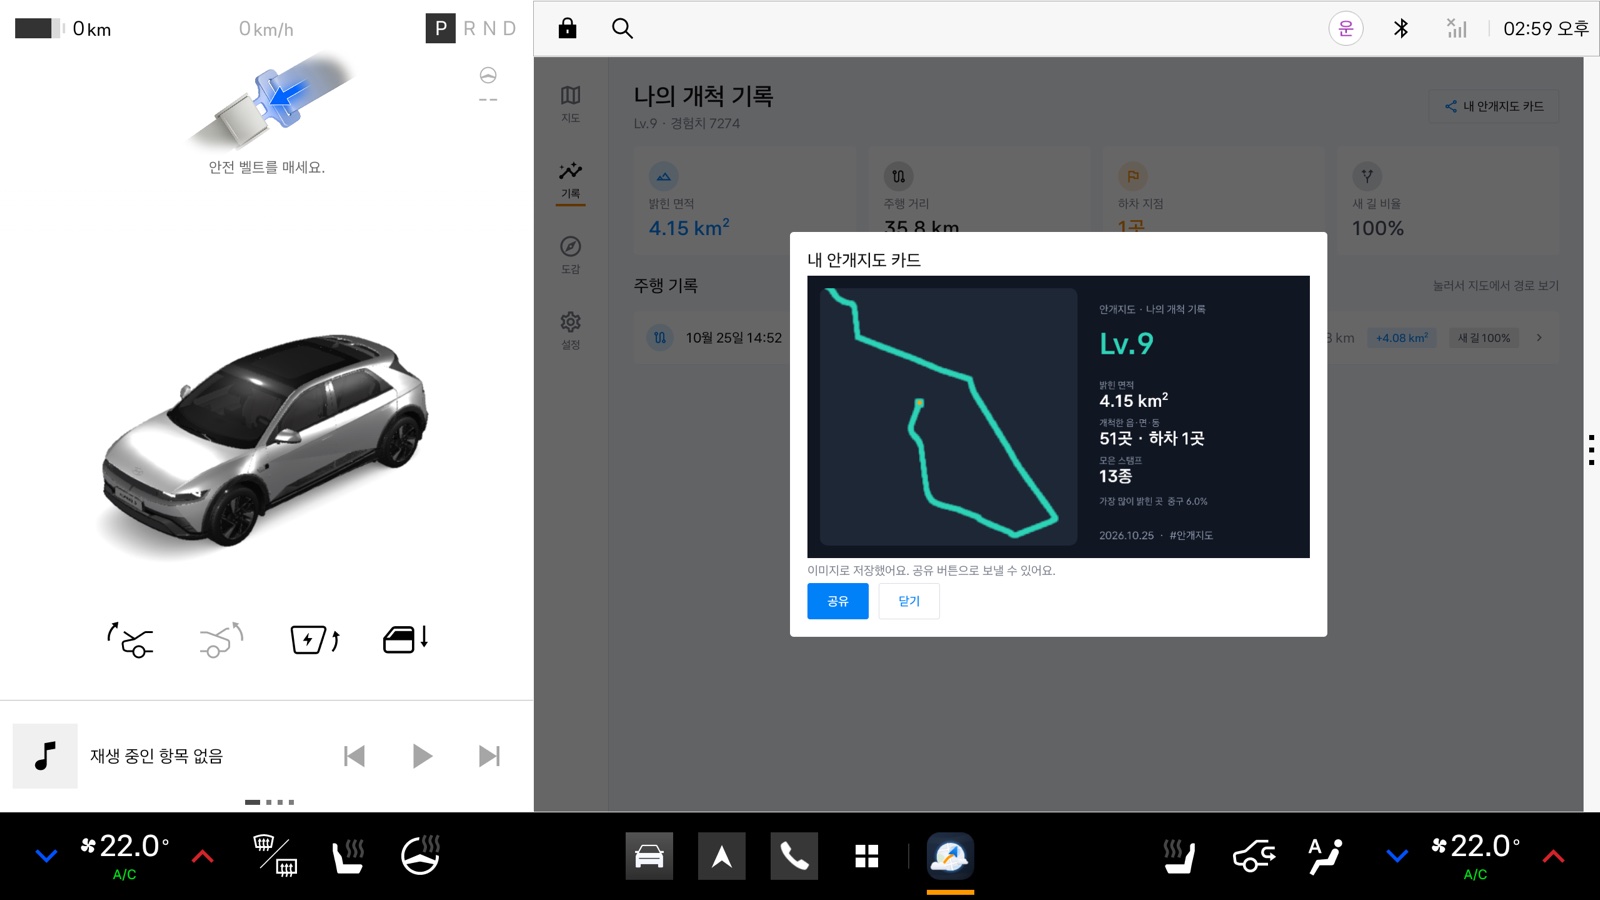 0km
0km/h
P R N D
--
안전 벨트를 매세요.
재생 중인 항목 없음
운
02:59 오후
지도
기록
도감
설정
나의 개척 기록
Lv.9 · 경험치 7274
내 안개지도 카드
밝힌 면적
4.15 km²
주행 거리
35.8 km
하차 지점
1곳
새 길 비율
100%
주행 기록
눌러서 지도에서 경로 보기
10월 25일 14:52
km
+4.08 km²
새 길 100%
내 안개지도 카드
안개지도 · 나의 개척 기록
Lv.9
밝힌 면적
4.15 km²
개척한 읍·면·동
51곳 · 하차 1곳
모은 스탬프
13종
가장 많이 밝힌 곳 중구 6.0%
2026.10.25 · #안개지도
이미지로 저장했어요. 공유 버튼으로 보낼 수 있어요.
공유
닫기
22.0°
A/C
A
22.0°
A/C